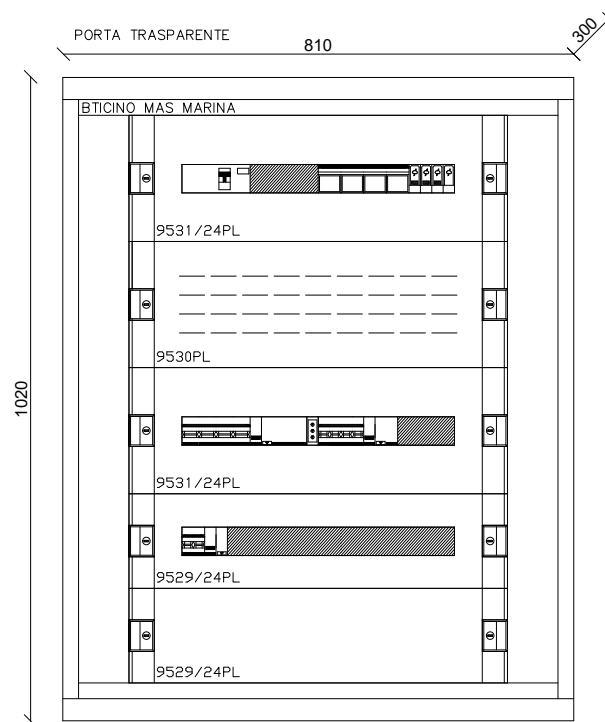 PORTA TRASPARENTE
810
300
BTICINO MAS MARINA
9531/24PL
9530PL
1020
9531/24PL
9529/24PL
9529/24PL